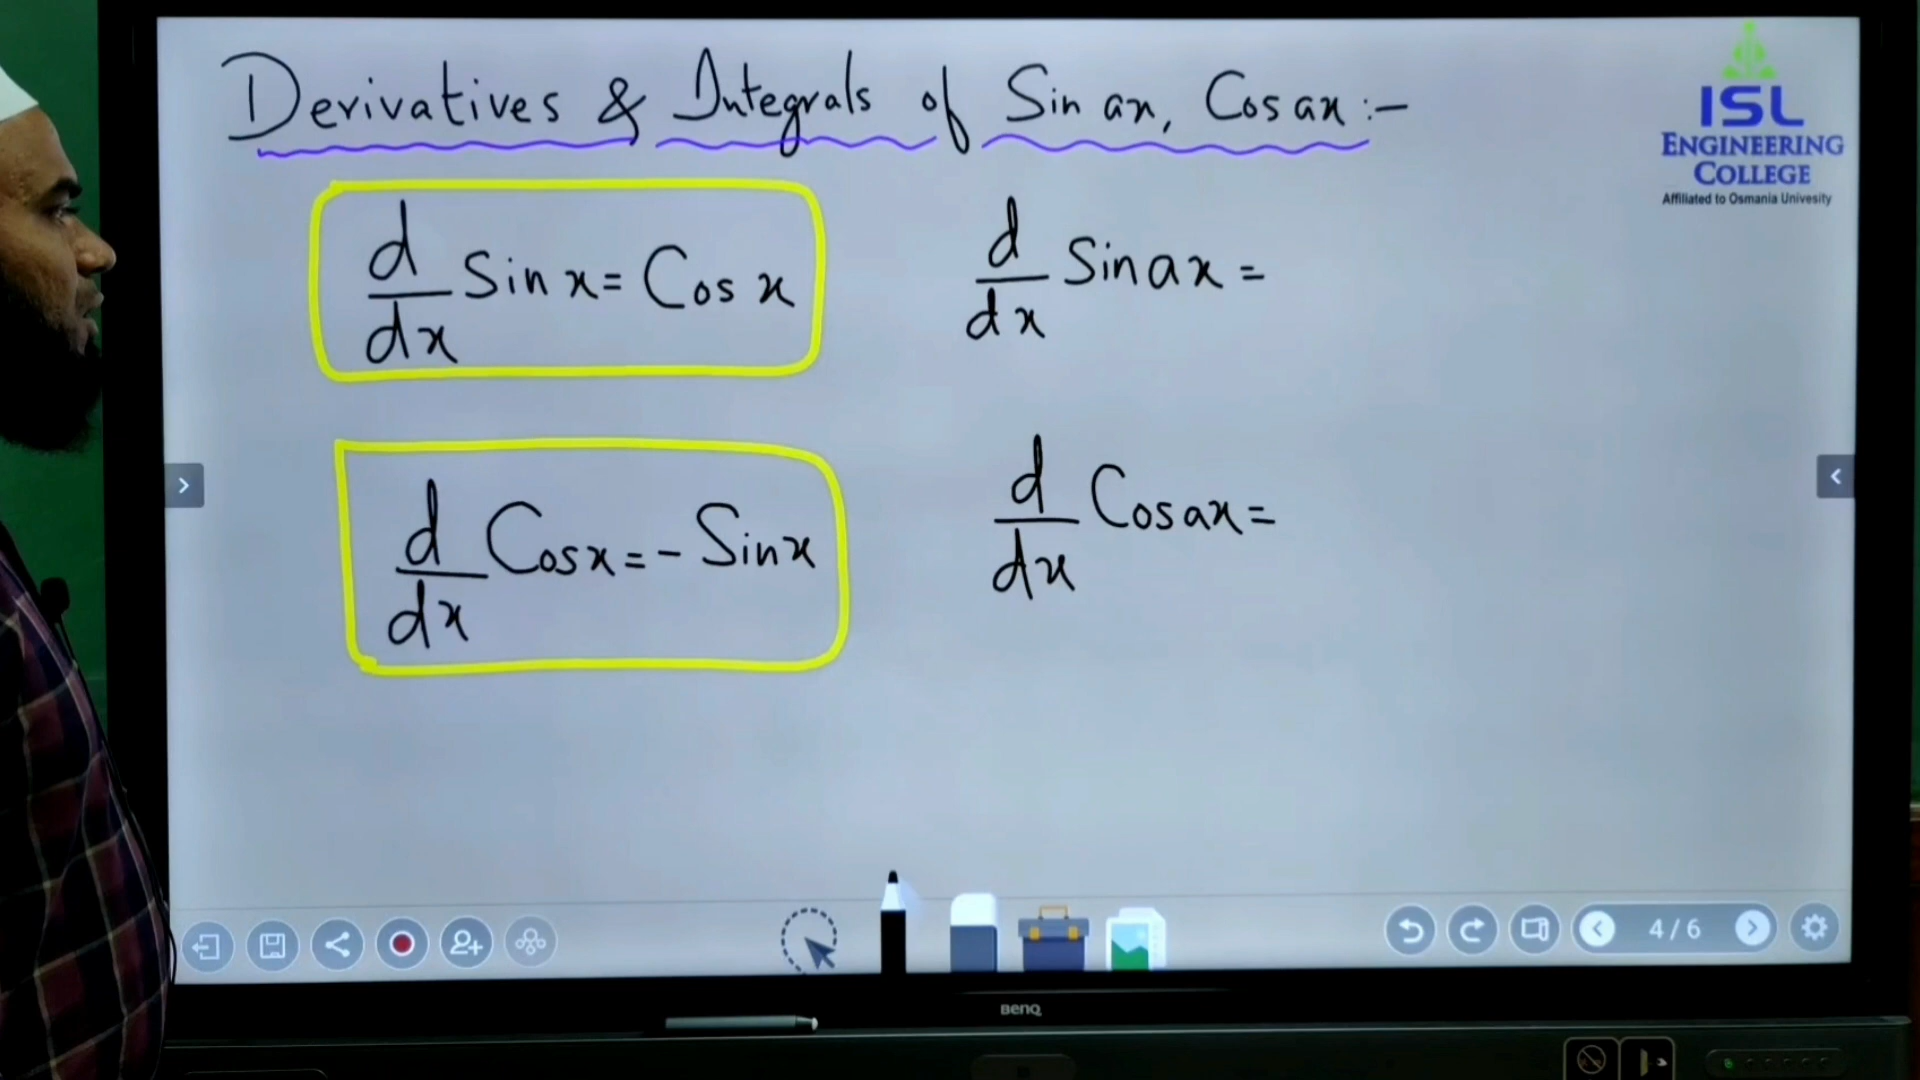 Derivatives & Integrals of Sin ax, Cos ax :-
ISL
ENGINEERING
COLLEGE
Affiliated to Osmania Univesity
d/dx Sin x = Cos x
d/dx Sin ax =
d/dx Cos x = - Sin x
d/dx Cos ax =
4/6
BenQ